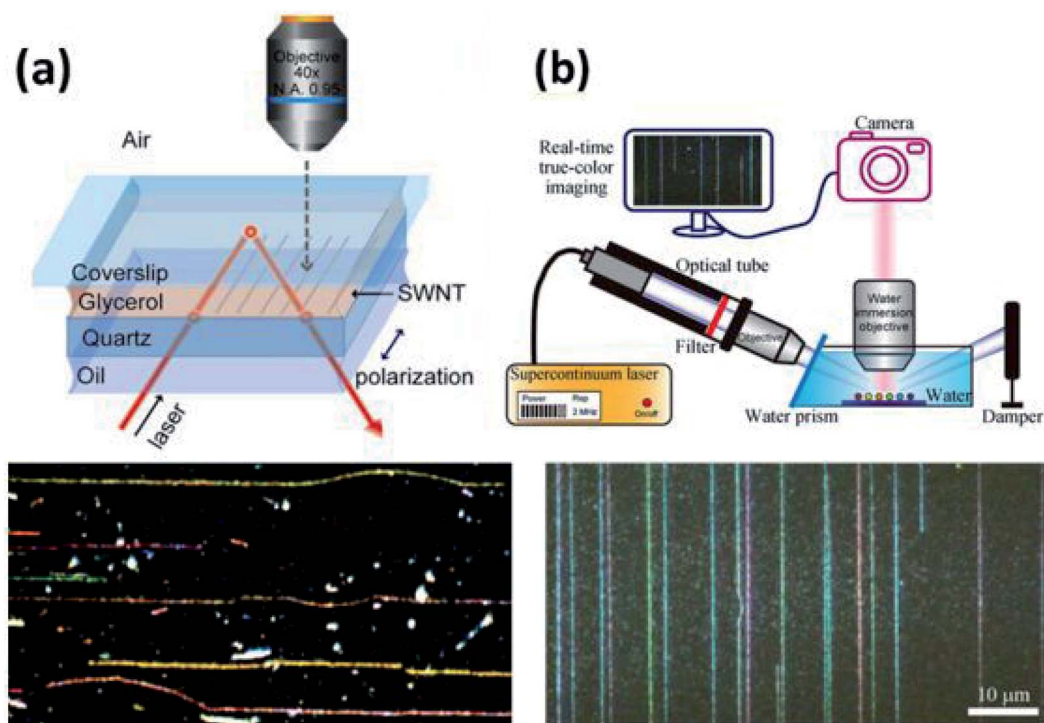 (a)
Objective
40x
N.A. 0.95
Air
Coverslip
Glycerol
SWNT
Quartz
Oil
polarization
laser
(b)
Camera
Real-time
true-color
imaging
Optical tube
Water
immersion
objective
Filter
Objective
Supercontinuum laser
Power
Rep
2 MHz
On/off
Water
Water prism
Damper
10 μm